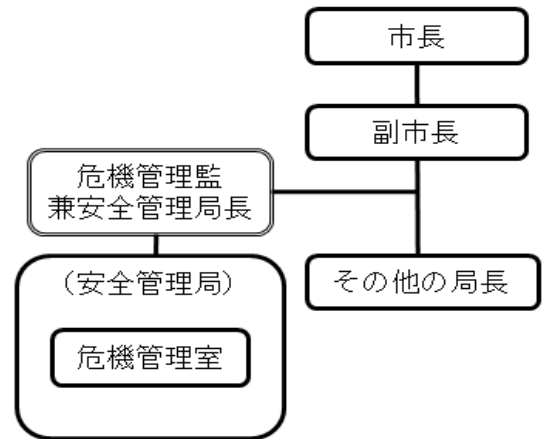 市長
副市長
危機管理監
兼安全管理局長
（安全管理局）
その他の局長
危機管理室